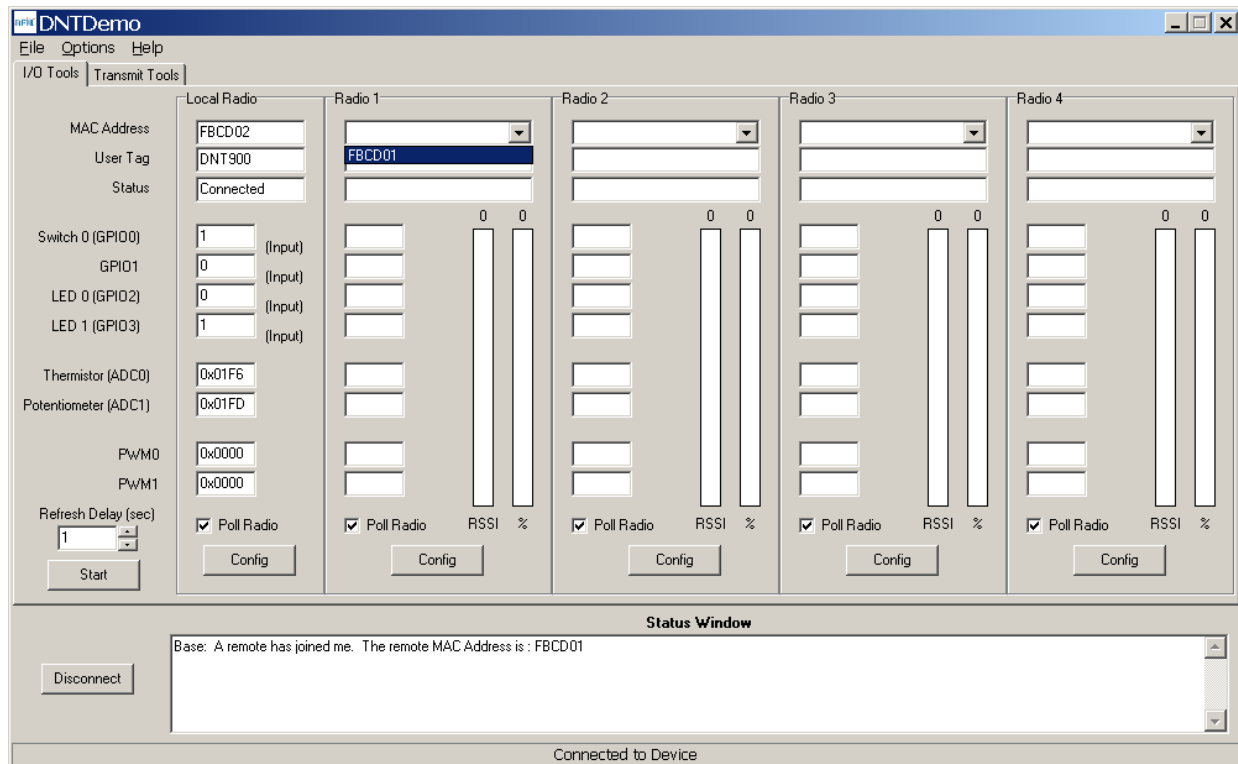 DNTDemo
File Options Help
I/O Tools Transmit Tools
Local Radio Radio 1 Radio 2 Radio 3 Radio 4
MAC Address FBCD02
User Tag DNT900 FBCD01
Status Connected
0 0 0 0 0 0 0 0
Switch 0 (GPIO0) 1 (Input)
GPIO1 0 (Input)
LED 0 (GPIO2) 0 (Input)
LED 1 (GPIO3) 1 (Input)
Thermistor (ADC0) 0x01F6
Potentiometer (ADC1) 0x01FD
PWM0 0x0000
PWM1 0x0000
Refresh Delay (sec)
1 Poll Radio Poll Radio RSSI % Poll Radio RSSI % Poll Radio RSSI % Poll Radio RSSI %
Start Config Config Config Config Config
Status Window
Base: A remote has joined me. The remote MAC Address is : FBCD01
Disconnect
Connected to Device